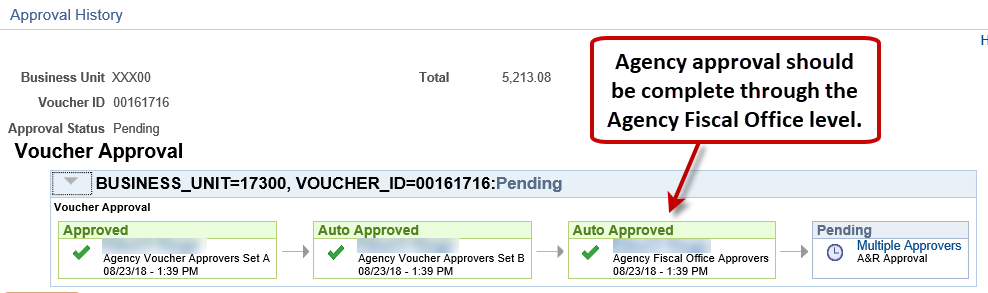 Approval History
H
Business Unit XXX00
Total 5,213.08
Voucher ID 00161716
Approval Status Pending
Agency approval should
be complete through the
Agency Fiscal Office level.
Voucher Approval
BUSINESS_UNIT=17300, VOUCHER_ID=00161716:Pending
Voucher Approval
Approved
Agency Voucher Approvers Set A
08/23/18 - 1:39 PM
Auto Approved
Agency Voucher Approvers Set B
08/23/18 - 1:39 PM
Auto Approved
Agency Fiscal Office Approvers
08/23/18 - 1:39 PM
Pending
Multiple Approvers
A&R Approval